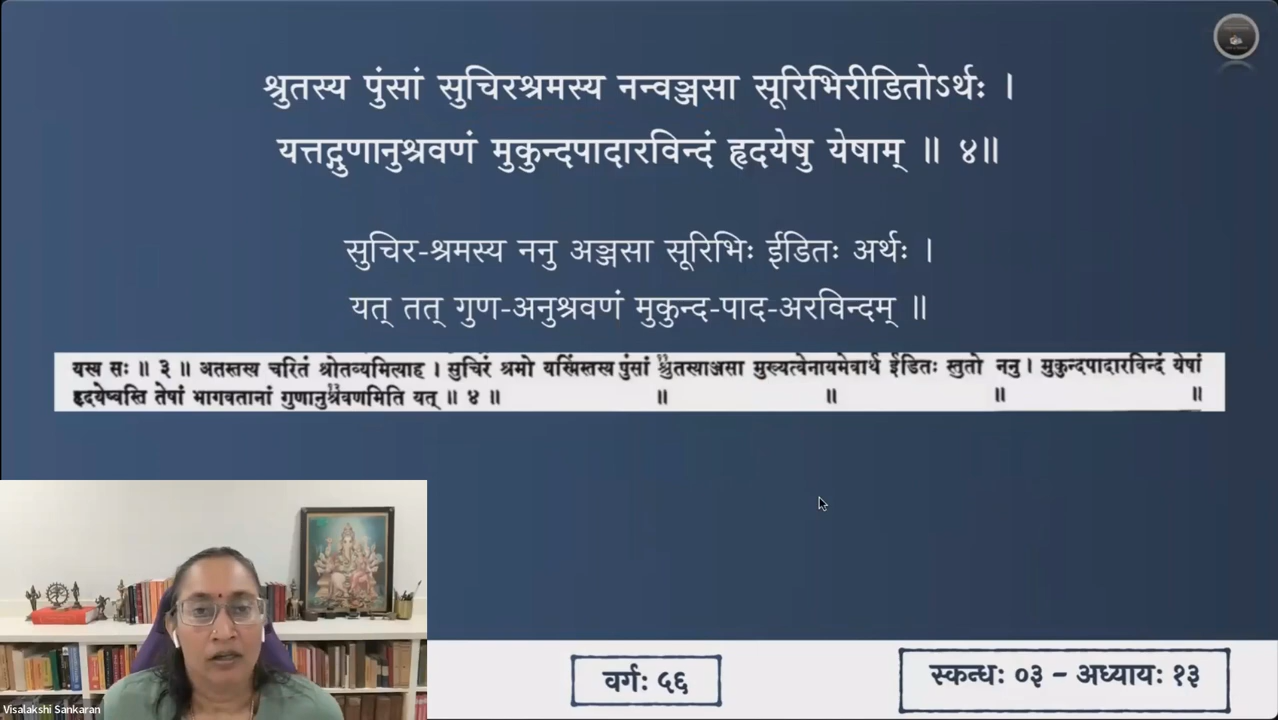 श्रुतस्य पुंसां सुचिरश्रमस्य नन्वञ्जसा सूरिभिरीडितोऽर्थः ।
यत्तद्गुणानुश्रवणं मुकुन्दपादारविन्दं हृदयेषु येषाम् ॥ ४॥
सुचिर-श्रमस्य ननु अञ्जसा सूरिभिः ईडितः अर्थः ।
यत् तत् गुण-अनुश्रवणं मुकुन्द-पाद-अरविन्दम् ॥
यस्य सः ॥ ३ ॥ अतस्तस्य चरितं श्रोतव्यमित्याह । सुचिरं श्रमो यस्मिंस्तस्य पुंसां श्रुतस्याञ्जसा मुख्यत्वेनायमेवार्थ ईडितः स्तुतो ननु । मुकुन्दपादारविन्दं येषां
हृदयेष्वस्ति तेषां भागवतानां गुणानुश्रवणमिति यत् ॥ ४ ॥ ॥ ॥ ॥ ॥
Visalakshi Sankaran
वर्गः ५६
स्कन्धः ०३ - अध्यायः १३